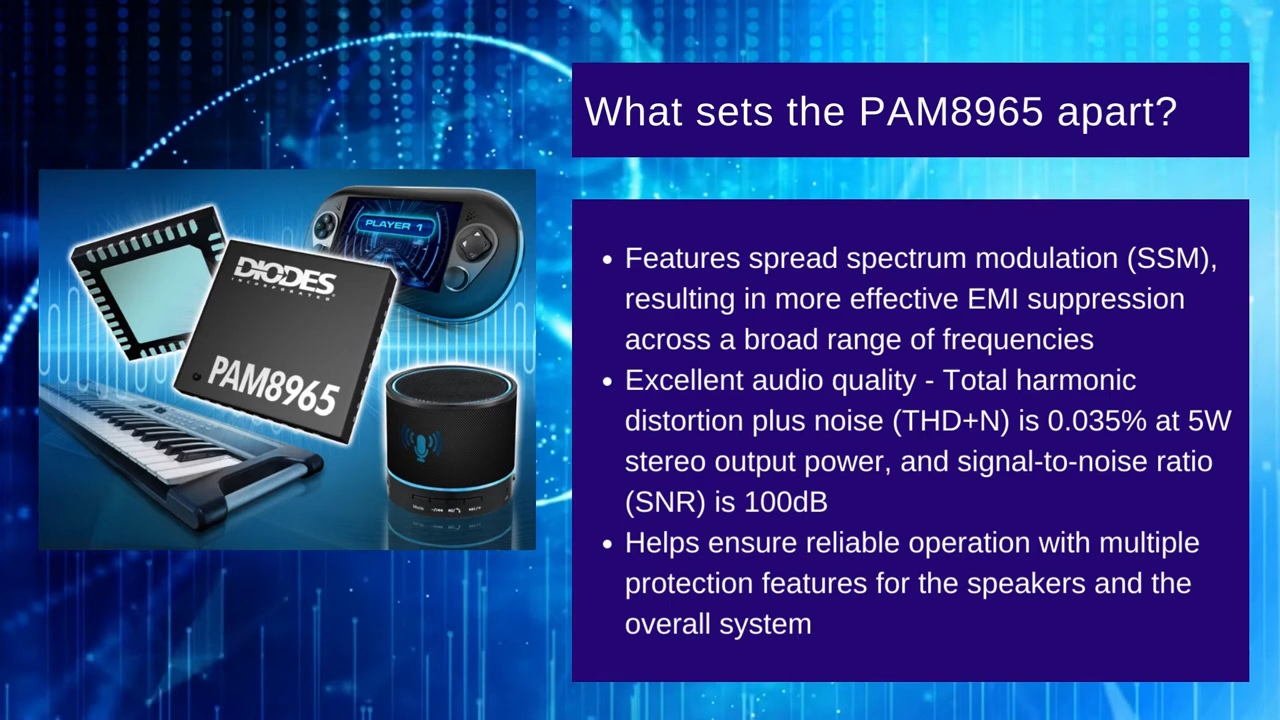 What sets the PAM8965 apart?
PLAYER 1
DIODES
INCORPORATED
PAM8965
• Features spread spectrum modulation (SSM),
resulting in more effective EMI suppression
across a broad range of frequencies
• Excellent audio quality - Total harmonic
distortion plus noise (THD+N) is 0.035% at 5W
stereo output power, and signal-to-noise ratio
(SNR) is 100dB
• Helps ensure reliable operation with multiple
protection features for the speakers and the
overall system